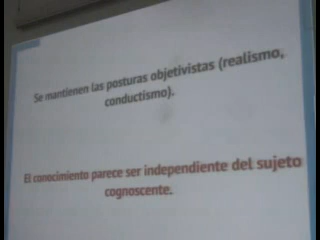 Se mantienen las posturas objetivistas (realismo,
conductismo).
El conocimiento parece ser independiente del sujeto
cognoscente.